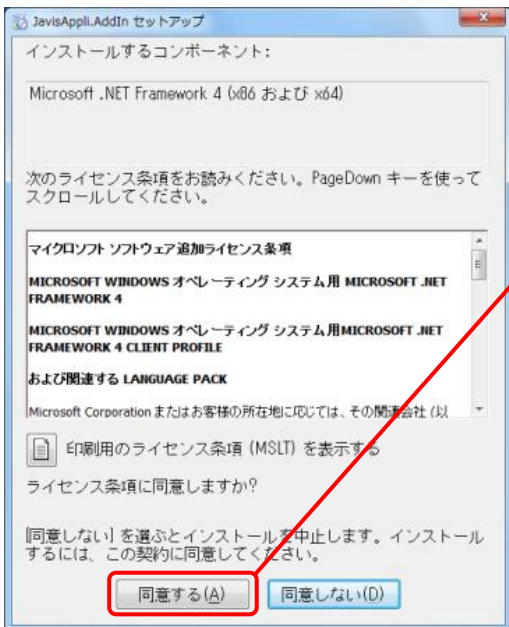 JavisAppli.AddIn セットアップ
インストールするコンポーネント:
Microsoft .NET Framework 4 (x86 および x64)
次のライセンス条項をお読みください。PageDown キーを使って
スクロールしてください。
マイクロソフト ソフトウェア追加ライセンス条項
MICROSOFT WINDOWS オペレーティング システム用 MICROSOFT .NET
FRAMEWORK 4
MICROSOFT WINDOWS オペレーティング システム用MICROSOFT .NET
FRAMEWORK 4 CLIENT PROFILE
および関連する LANGUAGE PACK
Microsoft Corporation またはお客様の所在地に応じては、その関連会社 (以
印刷用のライセンス条項 (MSLT) を表示する
ライセンス条項に同意しますか?
[同意しない] を選ぶとインストールを中止します。インストール
するには、この契約に同意してください。
同意する(A)
同意しない(D)